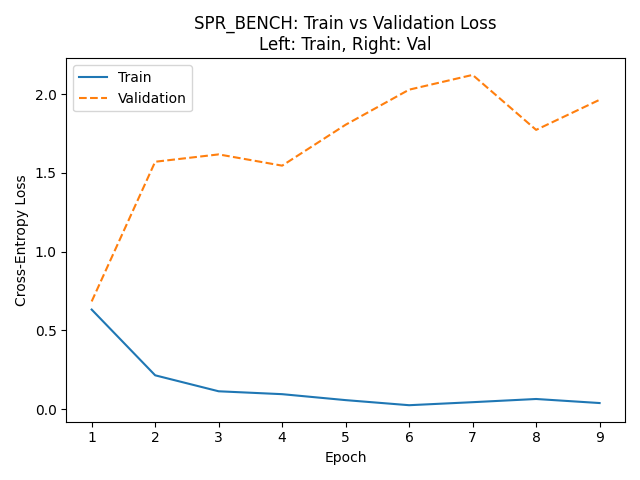 SPR_BENCH: Train vs Validation Loss
Left: Train, Right: Val
Train
Validation
Cross-Entropy Loss
2.0
1.5
1.0
0.5
0.0
1 2 3 4 5 6 7 8 9
Epoch